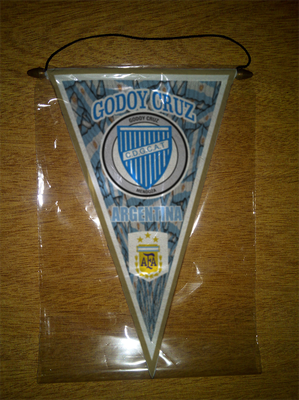 GODOY CRUZ
GODOY CRUZ
C.D.G.C.A.T
MENDOZA
ARGENTINA
AFA